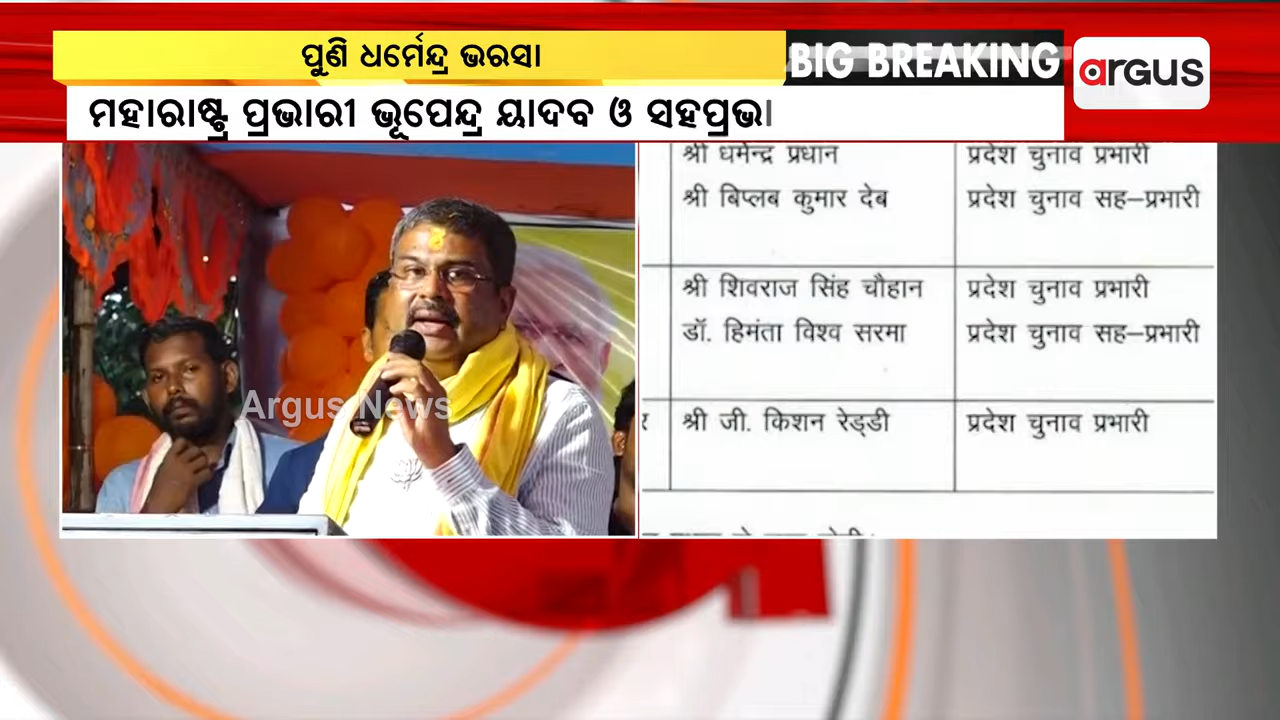 ପୁଣି ଧର୍ମେନ୍ଦ୍ର ଭରସା
BIG BREAKING
argus
ମହାରାଷ୍ଟ୍ର ପ୍ରଭାରୀ ଭୂପେନ୍ଦ୍ର ୟାଦବ ଓ ସହପ୍ରଭା
श्री धर्मेन्द्र प्रधान प्रदेश चुनाव प्रभारी
श्री बिप्लब कुमार देब प्रदेश चुनाव सह–प्रभारी
श्री शिवराज सिंह चौहान प्रदेश चुनाव प्रभारी
डॉ. हिमंता विश्व सरमा प्रदेश चुनाव सह–प्रभारी
र श्री जी. किशन रेड्डी प्रदेश चुनाव प्रभारी
Argus News